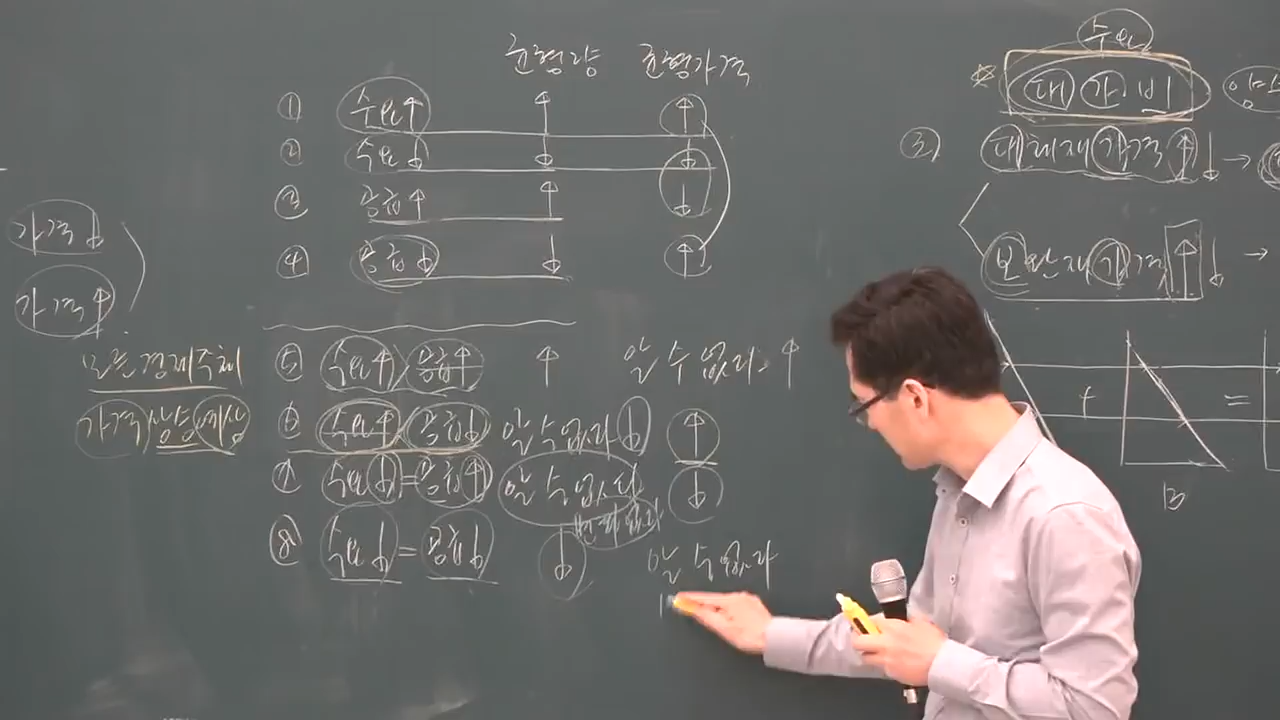 균형량 균형가격
① 수요↑ ↑ ↑
② 수요↓ ↓ ↓
③ 공급↑ ↑ ↓
④ 공급↓ ↓ ↑
⑤ 수요↑ 공급↑ ↑ 알 수 없다 ↑
⑥ 수요↑ 공급↓ 알 수 없다 ↓ ↑
⑦ 수요↓=공급↑ 알 수 없다 ↓
변화 없다
⑧ 수요↓=공급↓ ↓ 알 수 없다
가격↓
가격↑
모든 경제주체
가격 상승 예상
수요
☆ 대 가 비
③ 대체재 가격↑↓→
보완재 가격↑↓→
+ =
B